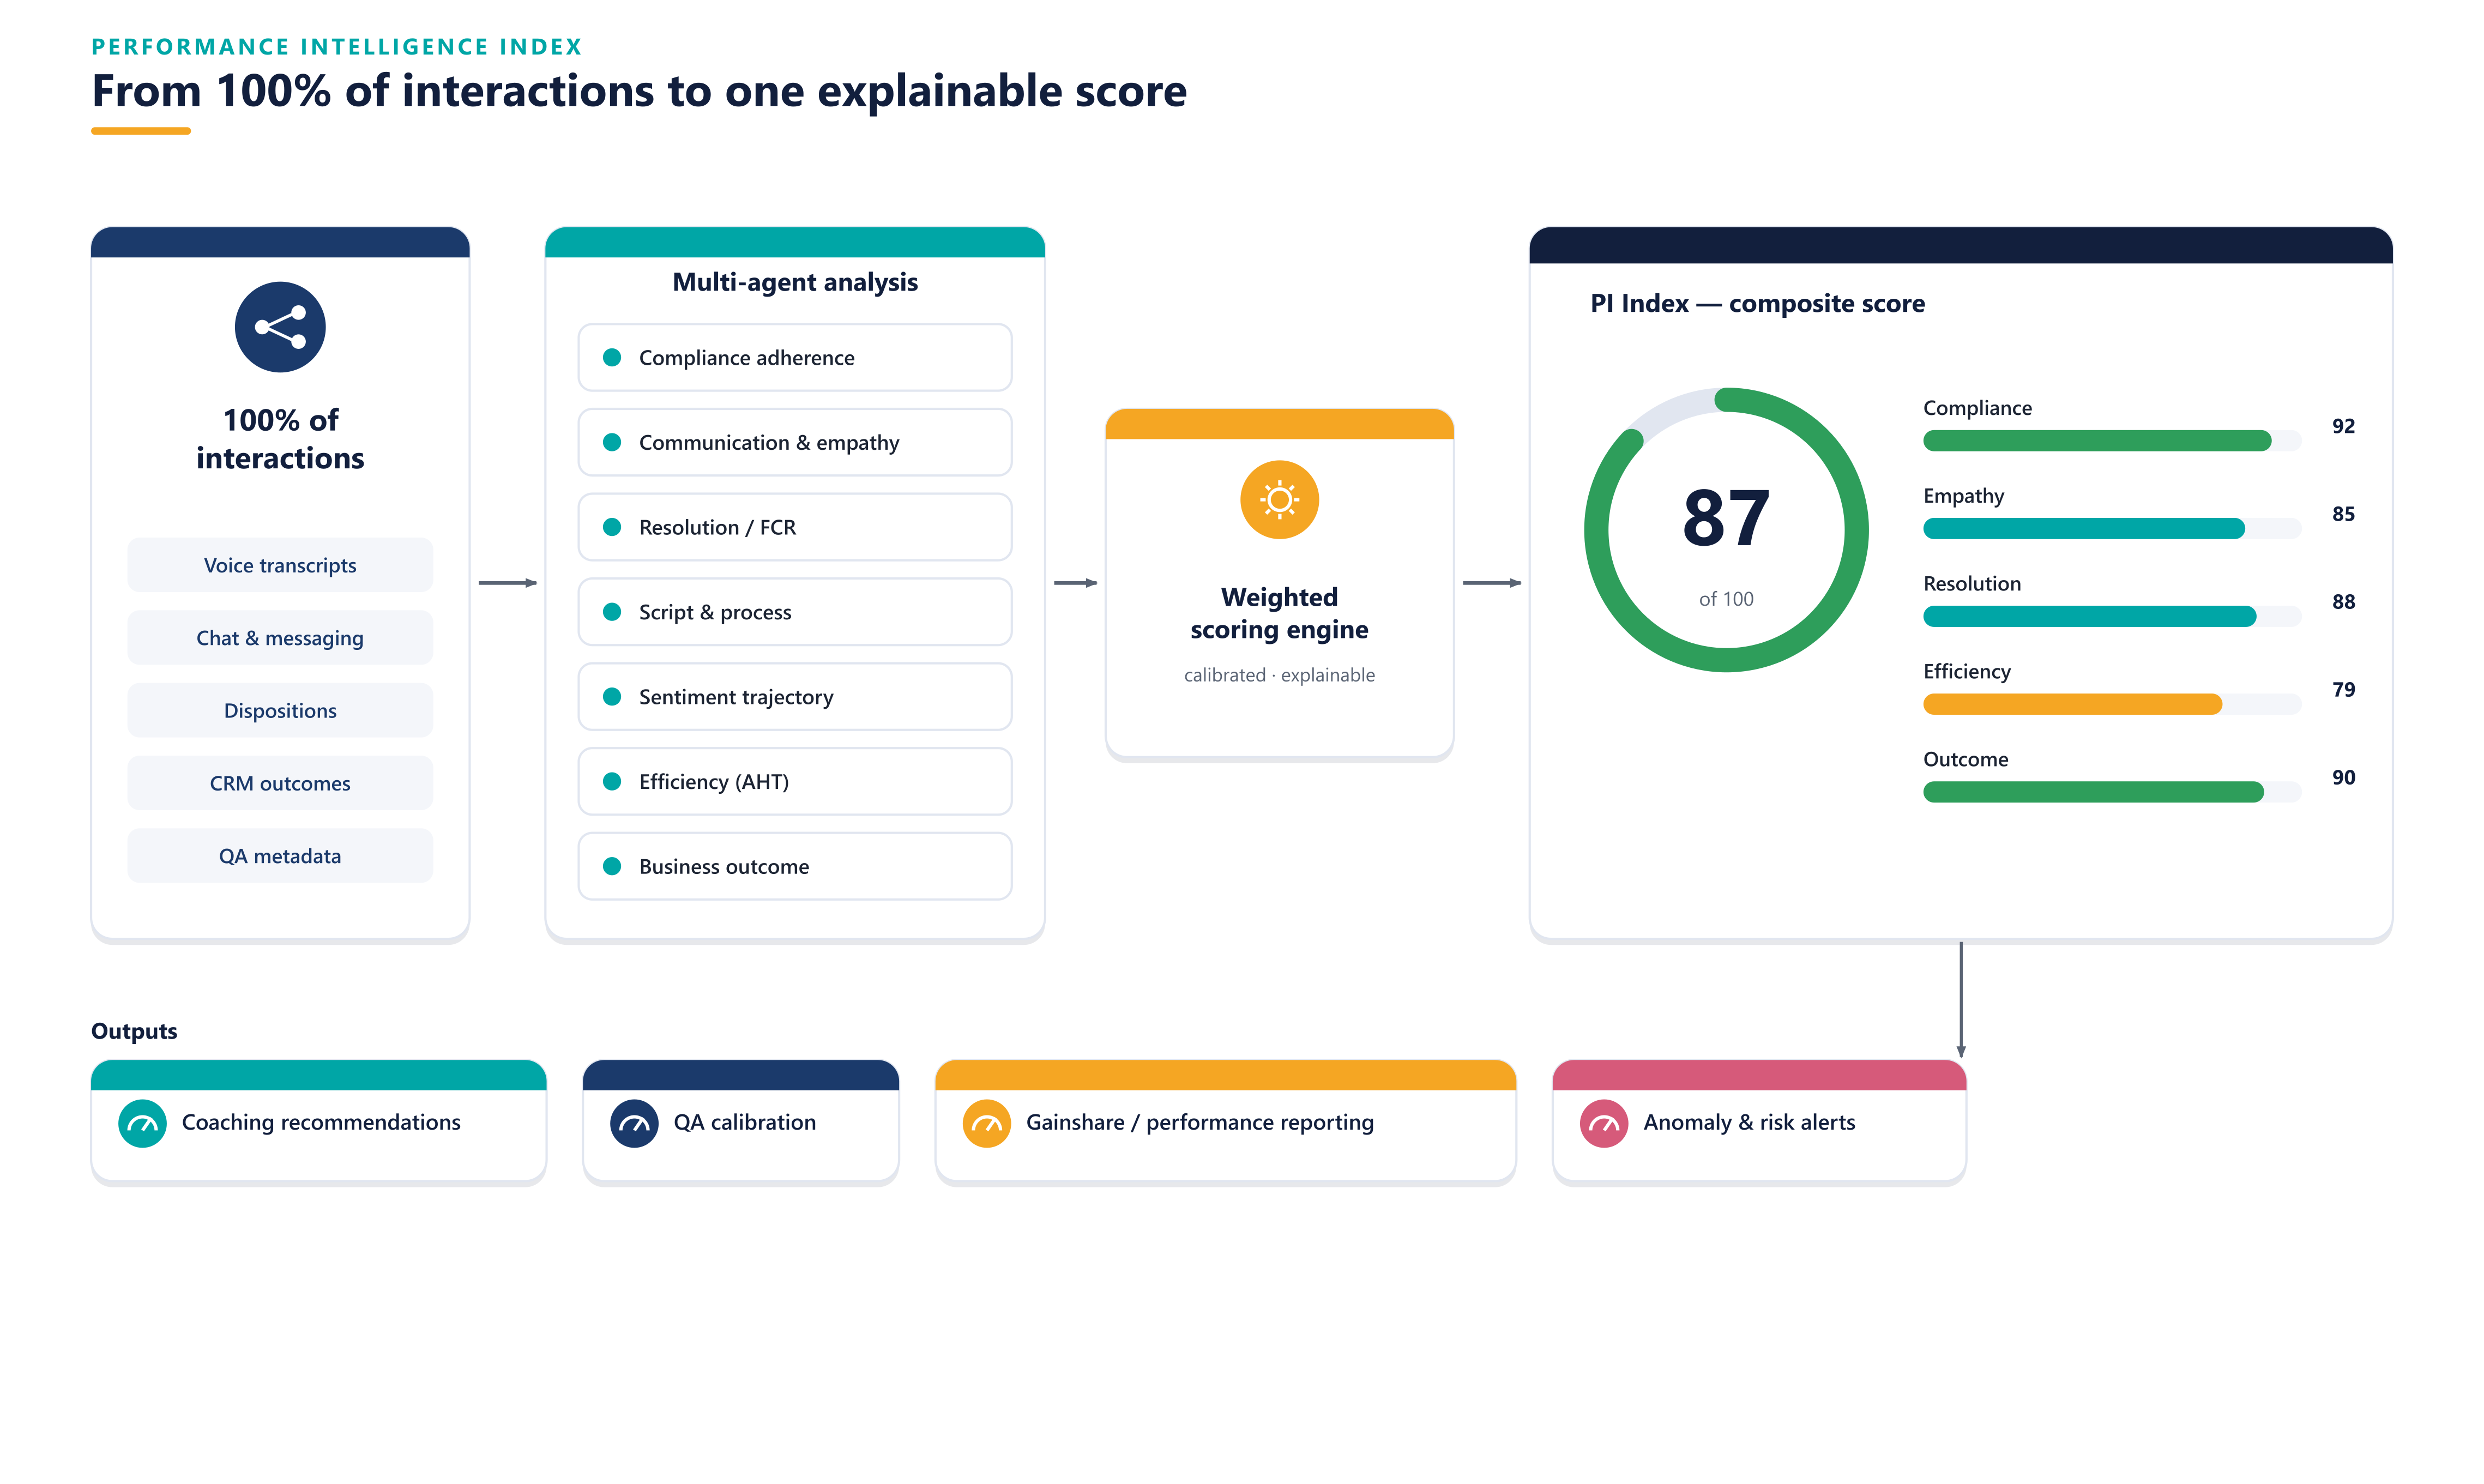 PERFORMANCE INTELLIGENCE INDEX
From 100% of interactions to one explainable score
100% of
interactions
Voice transcripts
Chat & messaging
Dispositions
CRM outcomes
QA metadata
Multi-agent analysis
Compliance adherence
Communication & empathy
Resolution / FCR
Script & process
Sentiment trajectory
Efficiency (AHT)
Business outcome
Weighted
scoring engine
calibrated · explainable
PI Index — composite score
87
of 100
Compliance 92
Empathy 85
Resolution 88
Efficiency 79
Outcome 90
Outputs
Coaching recommendations
QA calibration
Gainshare / performance reporting
Anomaly & risk alerts